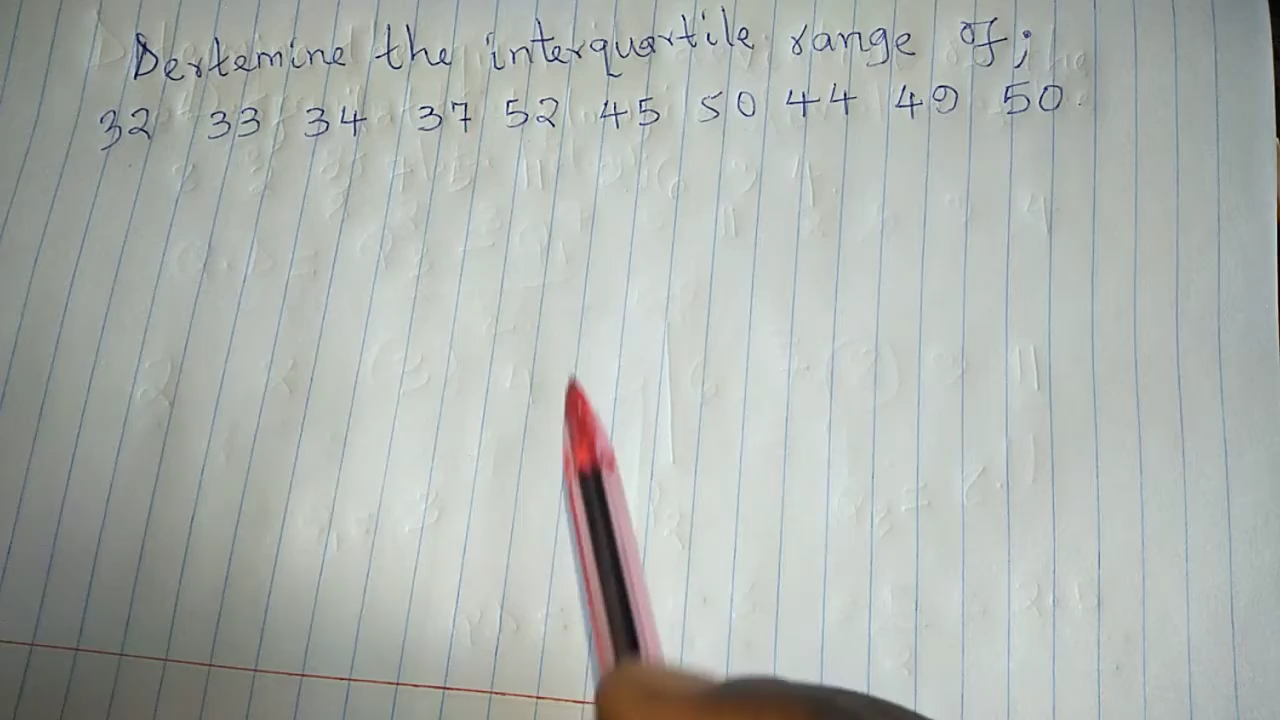 Dertemine the interquartile range of;
32 33 34 37 52 45 50 44 49 50